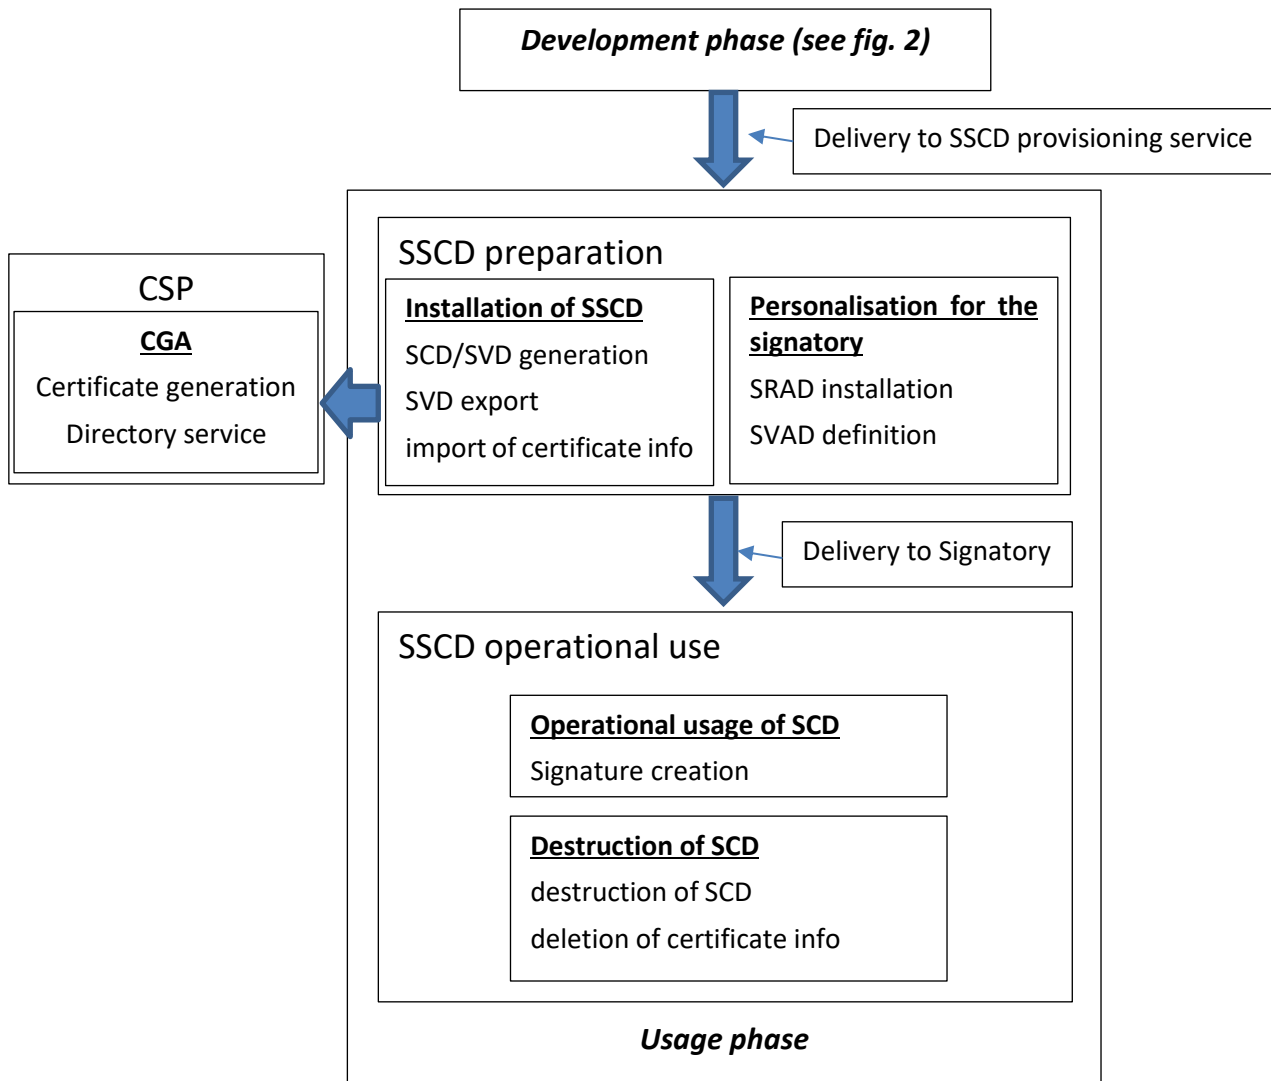 Development phase (see fig. 2)
Delivery to SSCD provisioning service
SSCD preparation
CSP
CGA
Certificate generation
Directory service
Installation of SSCD
SCD/SVD generation
SVD export
import of certificate info
Personalisation for the
signatory
SRAD installation
SVAD definition
Delivery to Signatory
SSCD operational use
Operational usage of SCD
Signature creation
Destruction of SCD
destruction of SCD
deletion of certificate info
Usage phase